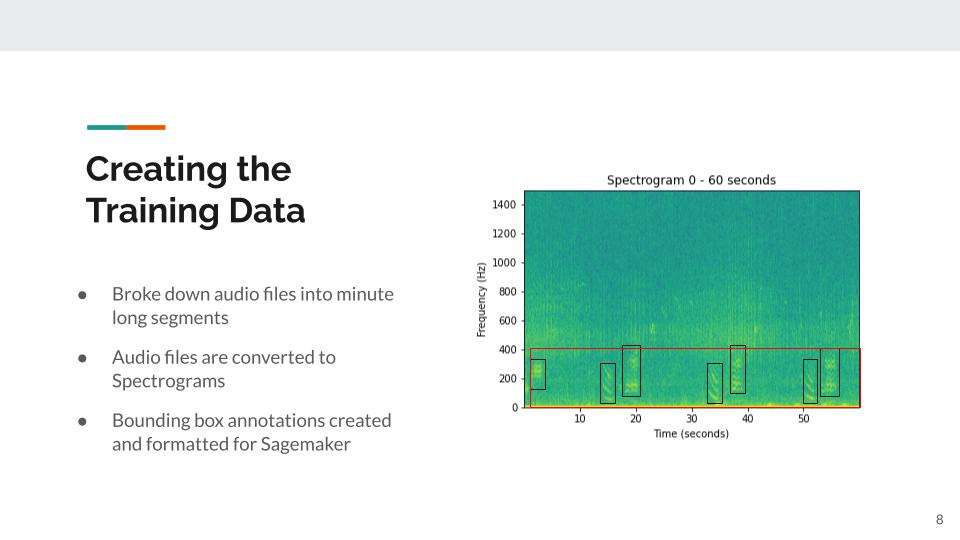 Creating the
Training Data
● Broke down audio files into minute
long segments
● Audio files are converted to
Spectrograms
● Bounding box annotations created
and formatted for Sagemaker
Spectrogram 0 - 60 seconds
Frequency (Hz)
1400
1200
1000
800
600
400
200
0
10 20 30 40 50
Time (seconds)
8